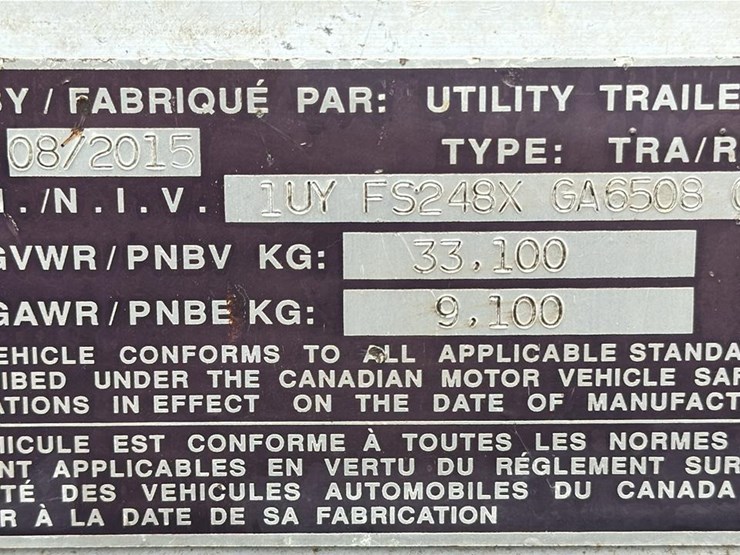 BY / FABRIQUÉ PAR: UTILITY TRAILE
08/2015 TYPE: TRA/R
I./N.I.V. 1UY FS248X GA6508
GVWR/PNBV KG: 33,100
GAWR/PNBE KG: 9,100
EHICLE CONFORMS TO ALL APPLICABLE STANDA
IBED UNDER THE CANADIAN MOTOR VEHICLE SAF
ATIONS IN EFFECT ON THE DATE OF MANUFACT
HICULE EST CONFORME À TOUTES LES NORMES
NT APPLICABLES EN VERTU DU RÉGLEMENT SUR
TÉ DES VEHICULES AUTOMOBILES DU CANADA
R À LA DATE DE SA FABRICATION